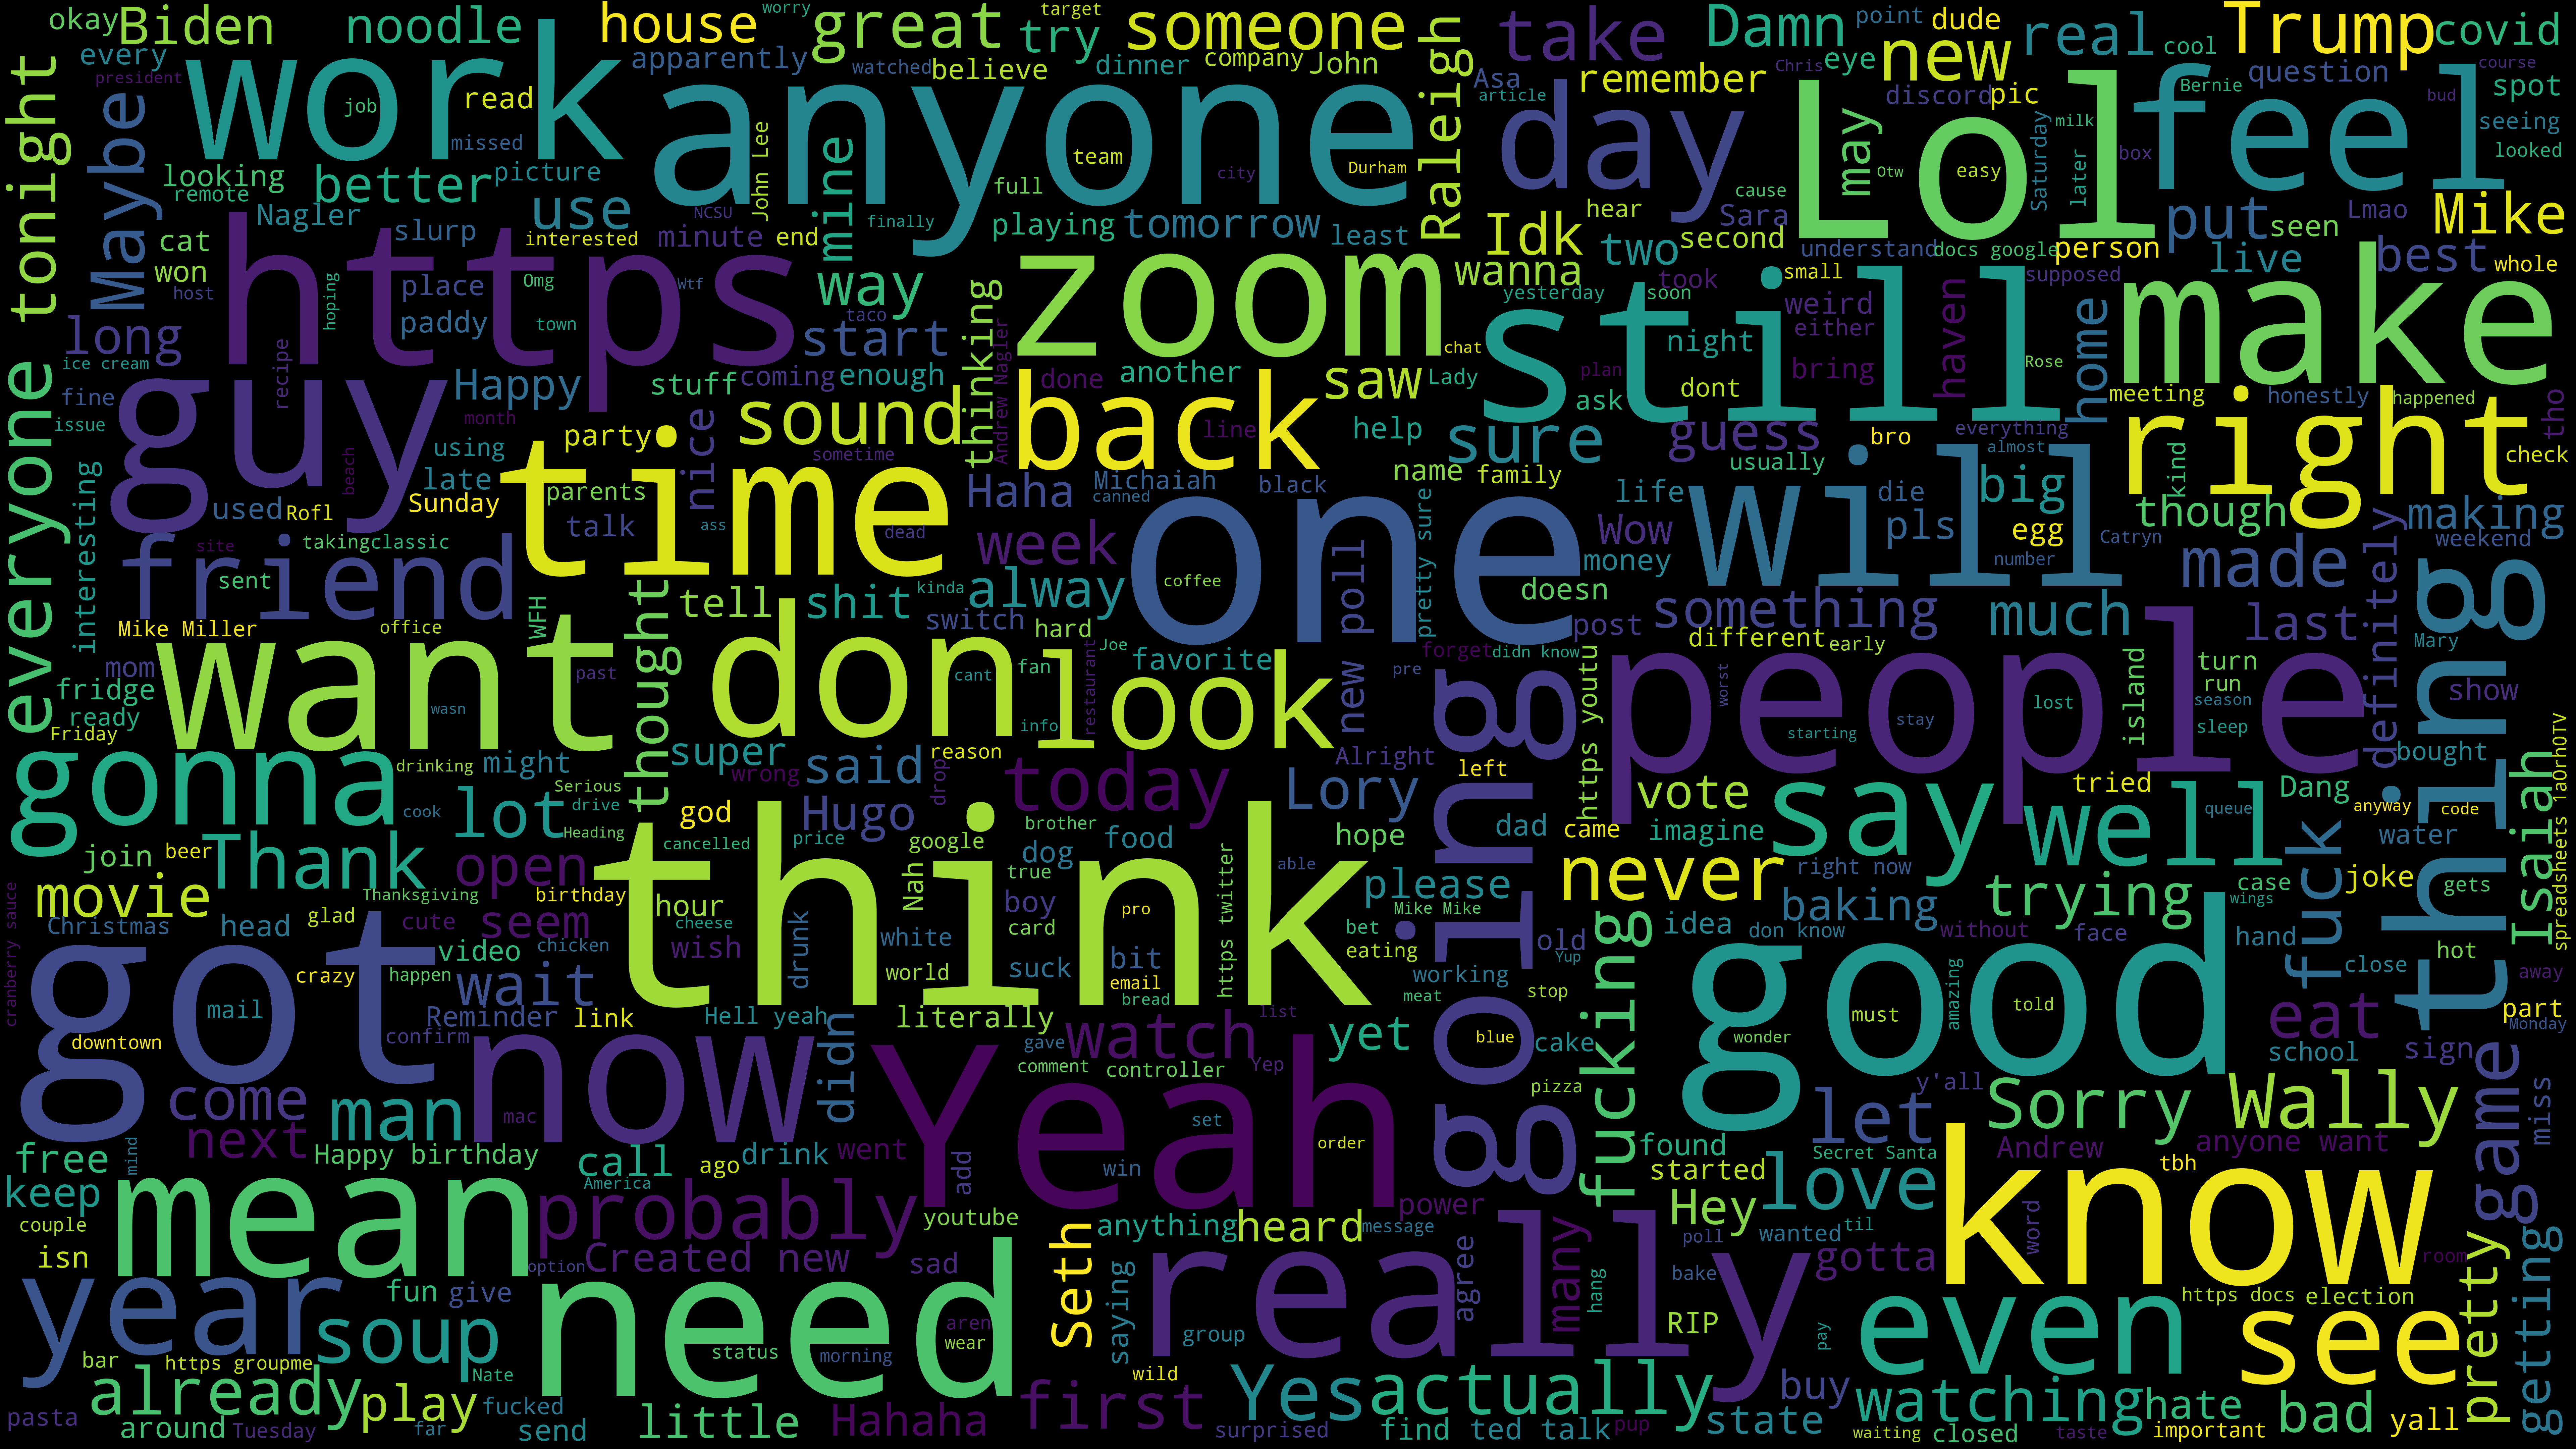 okay
Biden
noodle
house
great
try
target
someone
take
Damn
point
dude
real
Trump
covid
worry
every
president
work
apparently
watched
believe
dinner
company
John
Raleigh
Asa
article
remember
Chris
eye
new
cool
question
course
everyone tonight
Maybe
job
read
missed
anyone
John Lee
team
city
Durham
day
Lol
discord
pic
milk
feel
Bernie
bud
spot
seeing
looked
looking
remote
better
picture
mine
full
cause
may
Otw
easy
Saturday
later
box
Nagler
use
NCSU
finally
playing
tomorrow
least
Idk
hear
Sara
two
second
understand
docs google
person
put
seen
Lmao
Mike
cat
won
host
https
slurp
interested
minute
end
place
paddy
Omg
town
hoping
Wtf
way
taco
zoom
wanna
yesterday
soon
took
small
weird
either
supposed
live
best
whole
long
ice cream
fine
issue
recipe
guy
month
beach
Happy
start
stuff
coming
enough
thinking
Andrew Nagler
another
done
chat
saw
Lady
still
night
plan
ask
dont
bring
haven
Rose
home
make
meeting
honestly
happened
tho
using
late
party
nice
sound
sometime
back
line
help
sure
guess
usually
bro
everything
almost
right
kind
check
interesting
used
Rofl
Sunday
time
parents
talk
ass
dead
Haha
Michaiah
canned
black
name
family
pretty sure
life
Wow
money
will
die
pls
number
big
egg
Catryn
though
making
weekend
site
taking
classic
friend
sent
week
alway
one
coffee
new poll
doesn
made
definitely
thing
Mike Miller
office
WFH
thought
tell
shit
kinda
switch
hard
favorite
Joe
restaurant
forget
didn know
post
something
different
early
much
last
Mary
mom
fridge
ready
Friday
want
wasn
past
don
cant
fan
info
look
pre
https youtu
people
worst
stay
starting
lost
island
turn
run
season
sleep
show
bought
gonna
drinking
might
super
wrong
said
reason
drop
today
Alright
Lory
left
going
vote
say
tried
well
queue
Dang
anyway
code
water
Isaiah
spreadsheets 1aOrhOTV
Serious
drive
cook
lot
Heading
god
cancelled
price
Hugo
google
brother
food
hope
dad
came
imagine
join
beer
Thank
open
Nah
dog
true
able
https twitter
please
never
right now
fuck
joke
gets
movie
Thanksgiving
birthday
hour
cheese
think
boy
card
pro
Mike Mike
bet
eating
idea
baking
don know
trying
without
face
case
wings
hand
hot
cranberry sauce
Christmas
head
glad
cute
seem
video
chicken
wish
drunk
white
world
suck
bit
email
bread
old
Yup
working
meat
stop
fucking
good
amazing
must
told
wonder
close
away
got
mail
crazy
happen
wait
Reminder
link
Hell yeah
literally
list
watch
yet
blue
cake
eat
part
Monday
downtown
confirm
now
didn
gave
comment
controller
Yep
pizza
y'all
school
sign
come
next
man
mac
Yeah
set
order
let
Sorry
Wally
miss
game
free
mind
Happy birthday
call
America
ago
drink
went
add
win
found
started
Secret Santa
Andrew
anyone want
tbh
keep
couple
isn
mean
probably
youtube
anything
heard
message
power
Hey
love
wanted
til
know
word
room
option
Created new
sad
Seth
saying
really
agree
many
hang
poll
bake
gotta
https docs
election
pretty
getting
year
fun
give
soup
need
status
morning
aren
wear
group
wild
RIP
pay
even
see
bar
https groupme
Nate
already
play
fucked
little
Hahaha
first
Yes
actually
state
buy
watching
hate
bad
yall
pasta
around
Tuesday
far
send
surprised
find
ted talk
pup
waiting
closed
taste
important